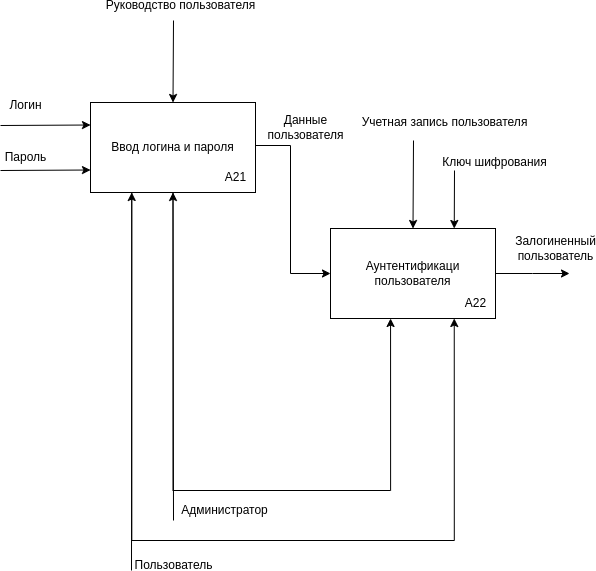 Руководство пользователя
Логин
Пароль
Ввод логина и пароля
A21
Данные
пользователя
Учетная запись пользователя
Ключ шифрования
Аунтентификаци
пользователя
A22
Залогиненный
пользователь
Администратор
Пользователь